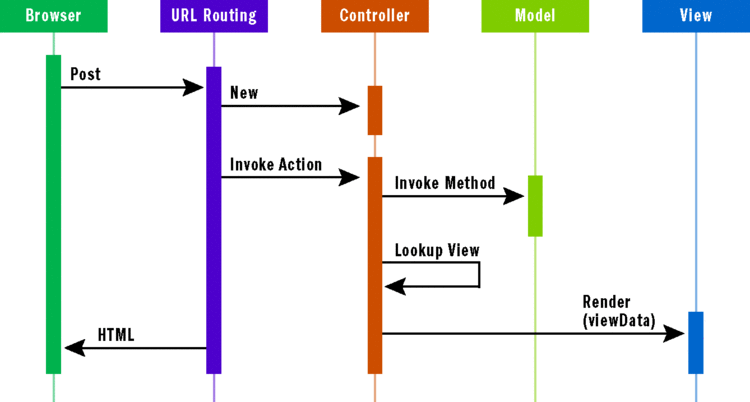 Browser
URL Routing
Controller
Model
View
Post
New
Invoke Action
Invoke Method
Lookup View
Render
(viewData)
HTML